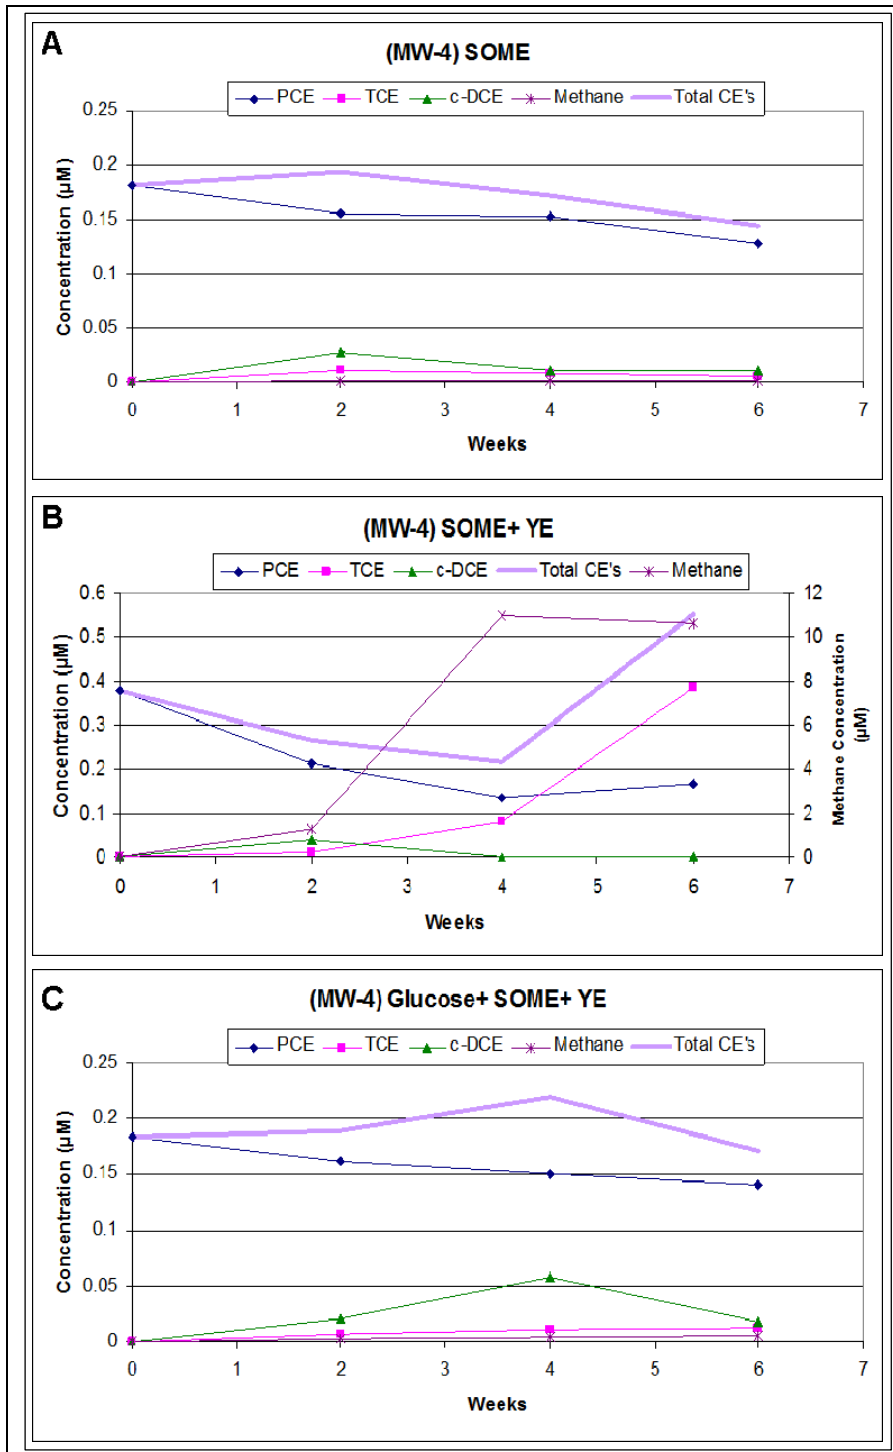 A
(MW-4) SOME
PCE TCE c-DCE Methane Total CE's
0.25
0.2
0.15
0.1
0.05
0
Concentration (µM)
0 1 2 3 4 5 6 7
Weeks
B
(MW-4) SOME+ YE
PCE TCE c-DCE Total CE's Methane
0.6
0.5
0.4
0.3
0.2
0.1
0
Concentration (µM)
12
10
8
6
4
2
0
Methane Concentration
(µM)
0 1 2 3 4 5 6 7
Weeks
C
(MW-4) Glucose+ SOME+ YE
PCE TCE c-DCE Methane Total CE's
0.25
0.2
0.15
0.1
0.05
0
Concentration (µM)
0 1 2 3 4 5 6 7
Weeks